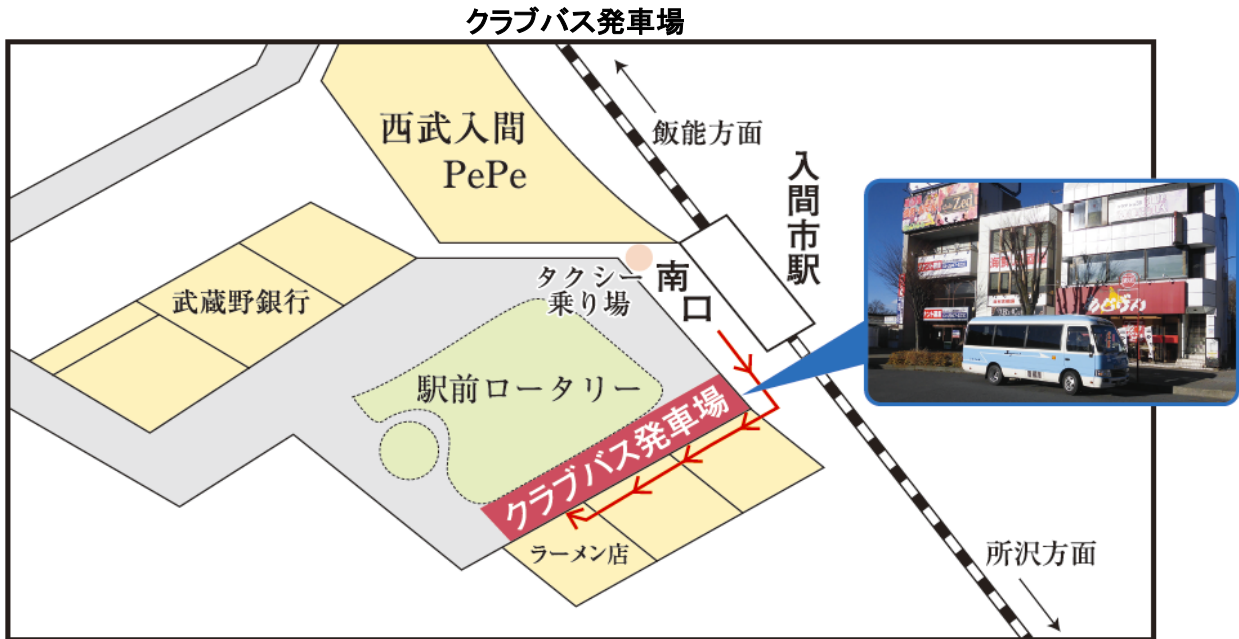 クラブバス発車場
西武入間
PePe
飯能方面
入間市駅
タクシー
乗り場
南口
武蔵野銀行
駅前ロータリー
クラブバス発車場
ラーメン店
所沢方面
Zed